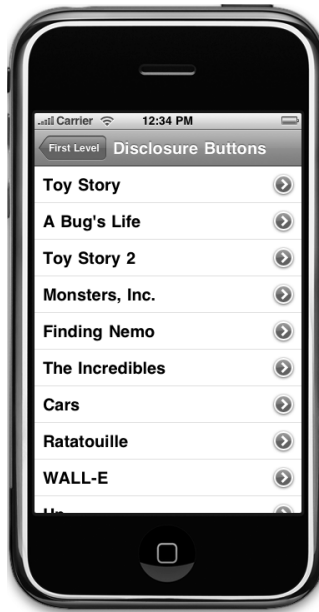 Carrier 12:34 PM
First Level Disclosure Buttons
Toy Story
A Bug's Life
Toy Story 2
Monsters, Inc.
Finding Nemo
The Incredibles
Cars
Ratatouille
WALL-E